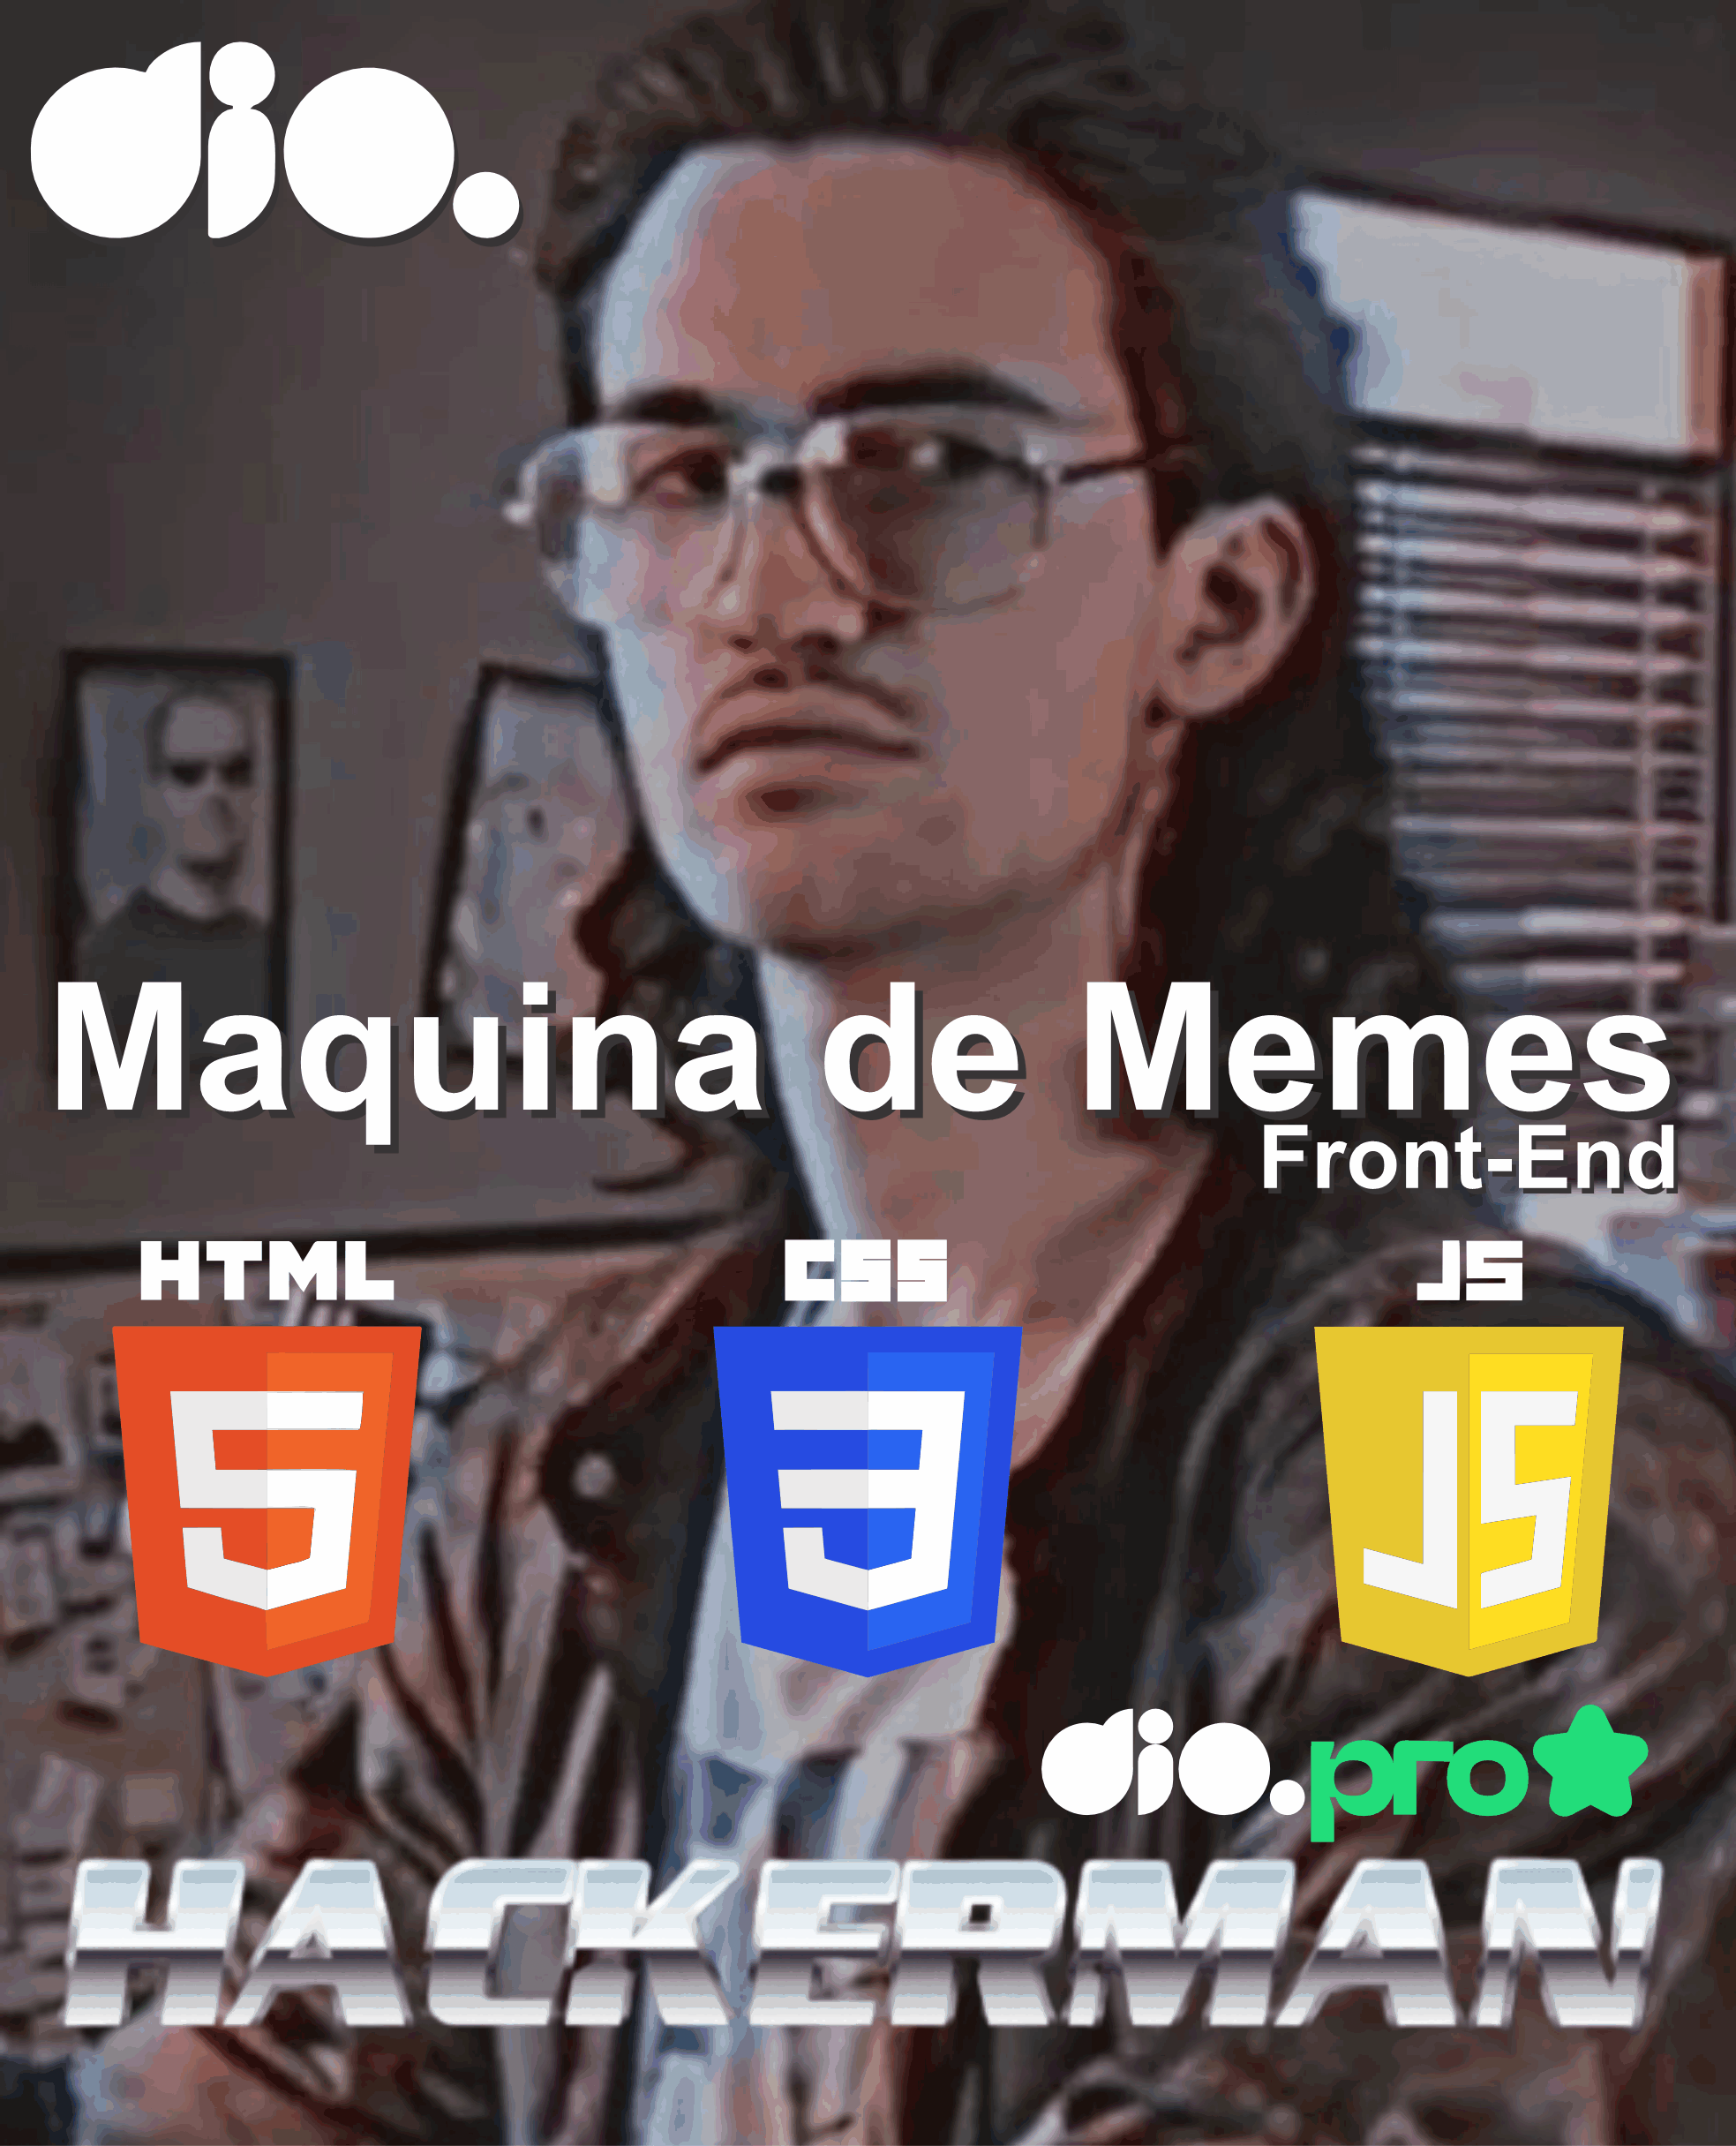 dio.
Maquina de Memes
Front-End
HTML CSS JS
5 3 JS
dio.pro
HACKERMAN